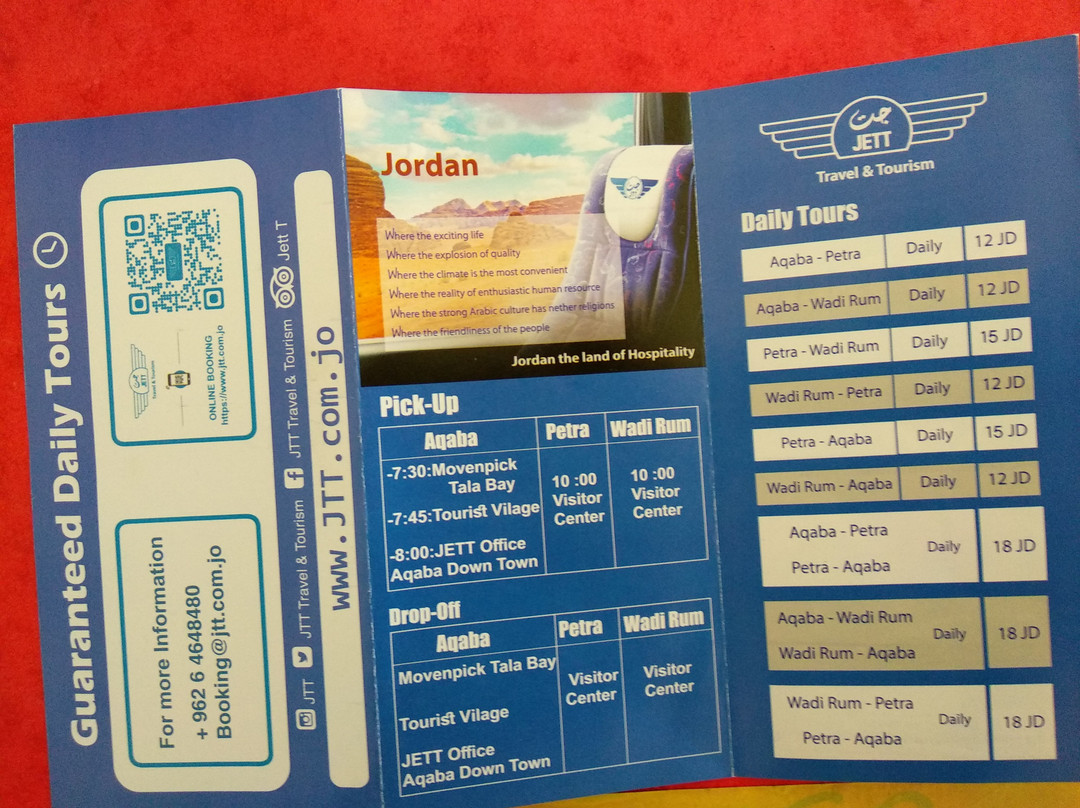 Guaranteed Daily Tours
JETT
Travel & Tourism
ONLINE BOOKING
https://www.jtt.com.jo
For more Information
+ 962 6 4648480
Booking@jtt.com.jo
JTT JTT Travel & Tourism JTT Travel & Tourism Jett T
www.JTT.com.jo
جت
JETT
Jordan
Where the exciting life
Where the explosion of quality
Where the climate is the most convenient
Where the reality of enthusiastic human resource
Where the strong Arabic culture has nether religions
Where the friendliness of the people
Jordan the land of Hospitality
Pick-Up
Aqaba Petra Wadi Rum
-7:30:Movenpick
Tala Bay
-7:45:Tourist Vilage
-8:00:JETT Office
Aqaba Down Town
10 :00
Visitor
Center
10 :00
Visitor
Center
Drop-Off
Aqaba Petra Wadi Rum
Movenpick Tala Bay
Tourist Vilage
JETT Office
Aqaba Down Town
Visitor
Center
Visitor
Center
جت
JETT
Travel & Tourism
Daily Tours
Aqaba - Petra Daily 12 JD
Aqaba - Wadi Rum Daily 12 JD
Petra - Wadi Rum Daily 15 JD
Wadi Rum - Petra Daily 12 JD
Petra - Aqaba Daily 15 JD
Wadi Rum - Aqaba Daily 12 JD
Aqaba - Petra
Petra - Aqaba
Daily 18 JD
Aqaba - Wadi Rum
Wadi Rum - Aqaba
Daily 18 JD
Wadi Rum - Petra
Petra - Aqaba
Daily 18 JD